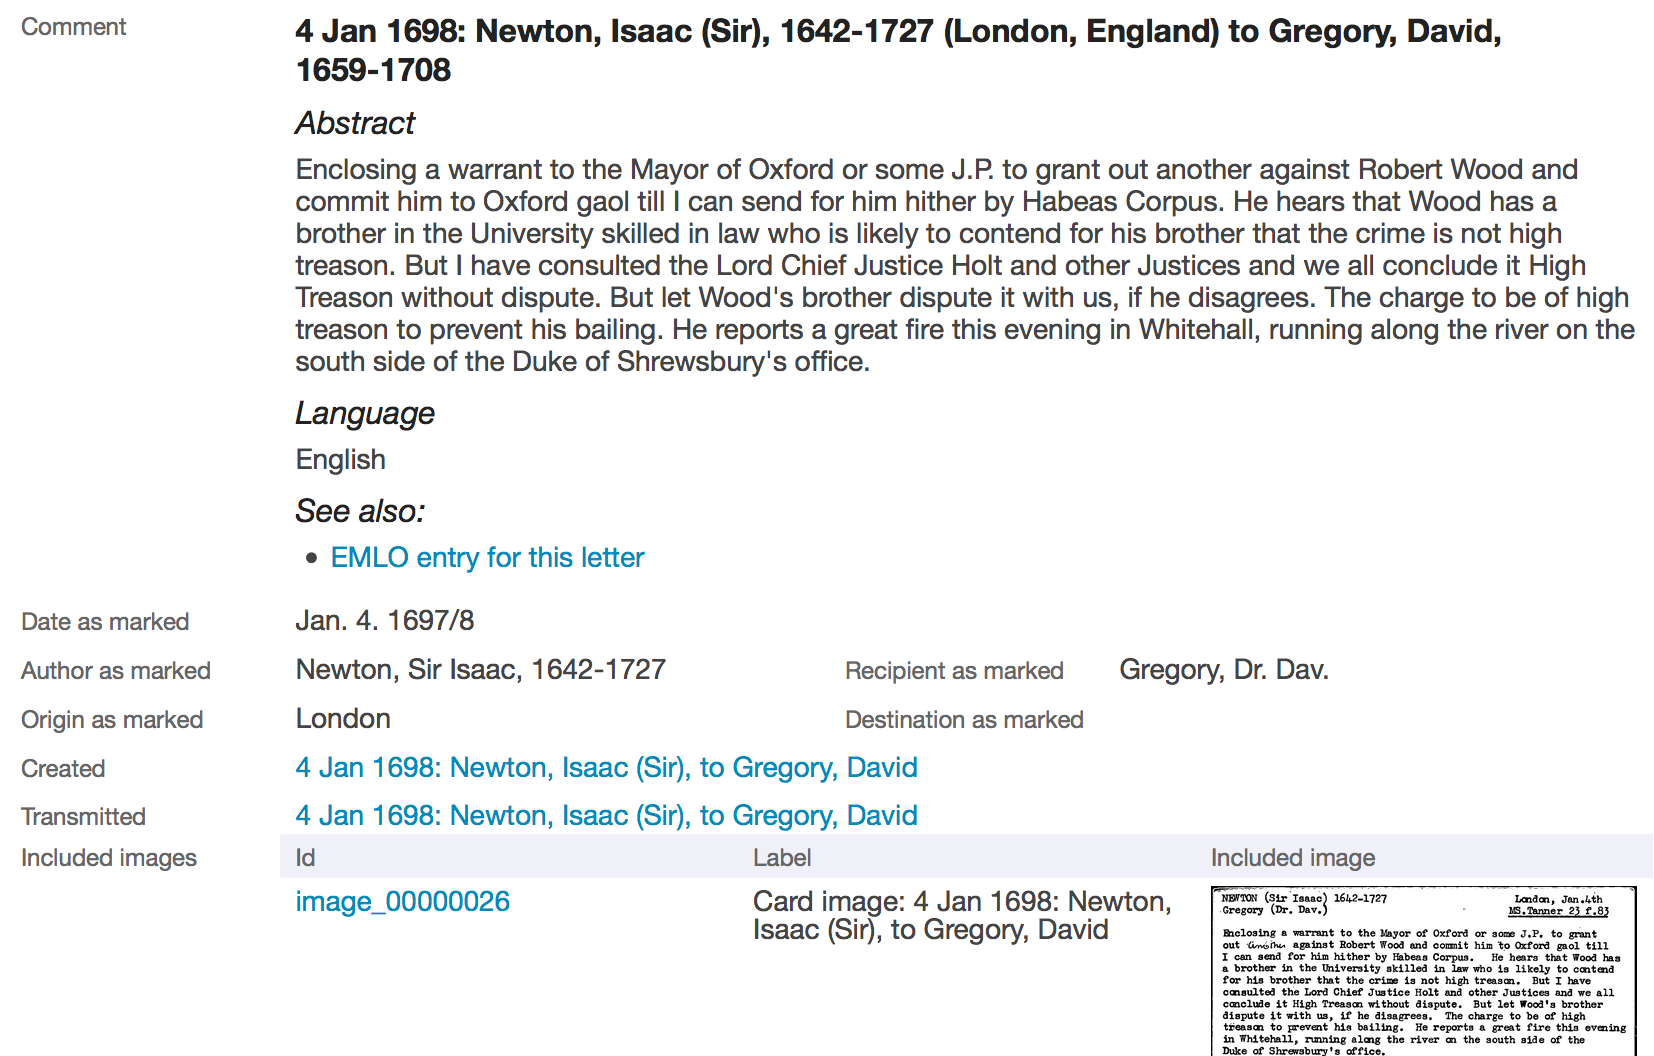 Comment
4 Jan 1698: Newton, Isaac (Sir), 1642-1727 (London, England) to Gregory, David,
1659-1708
Abstract
Enclosing a warrant to the Mayor of Oxford or some J.P. to grant out another against Robert Wood and
commit him to Oxford gaol till I can send for him hither by Habeas Corpus. He hears that Wood has a
brother in the University skilled in law who is likely to contend for his brother that the crime is not high
treason. But I have consulted the Lord Chief Justice Holt and other Justices and we all conclude it High
Treason without dispute. But let Wood's brother dispute it with us, if he disagrees. The charge to be of high
treason to prevent his bailing. He reports a great fire this evening in Whitehall, running along the river on the
south side of the Duke of Shrewsbury's office.
Language
English
See also:
• EMLO entry for this letter
Date as marked Jan. 4. 1697/8
Author as marked Newton, Sir Isaac, 1642-1727 Recipient as marked Gregory, Dr. Dav.
Origin as marked London Destination as marked
Created 4 Jan 1698: Newton, Isaac (Sir), to Gregory, David
Transmitted 4 Jan 1698: Newton, Isaac (Sir), to Gregory, David
Included images Id Label Included image
image_00000026 Card image: 4 Jan 1698: Newton,
Isaac (Sir), to Gregory, David
NEWTON (Sir Isaac) 1642-1727 London, Jan.4th
Gregory (Dr. Dav.) MS.Tanner 23 f.83
Enclosing a warrant to the Mayor of Oxford or some J.P. to grant
out another against Robert Wood and commit him to Oxford gaol till
I can send for him hither by Habeas Corpus. He hears that Wood has
a brother in the University skilled in law who is likely to contend
for his brother that the crime is not high treason. But I have
consulted the Lord Chief Justice Holt and other Justices and we all
conclude it High Treason without dispute. But let Wood's brother
dispute it with us, if he disagrees. The charge to be of high
treason to prevent his bailing. He reports a great fire this evening
in Whitehall, running along the river on the south side of the
Duke of Shrewsbury's office.